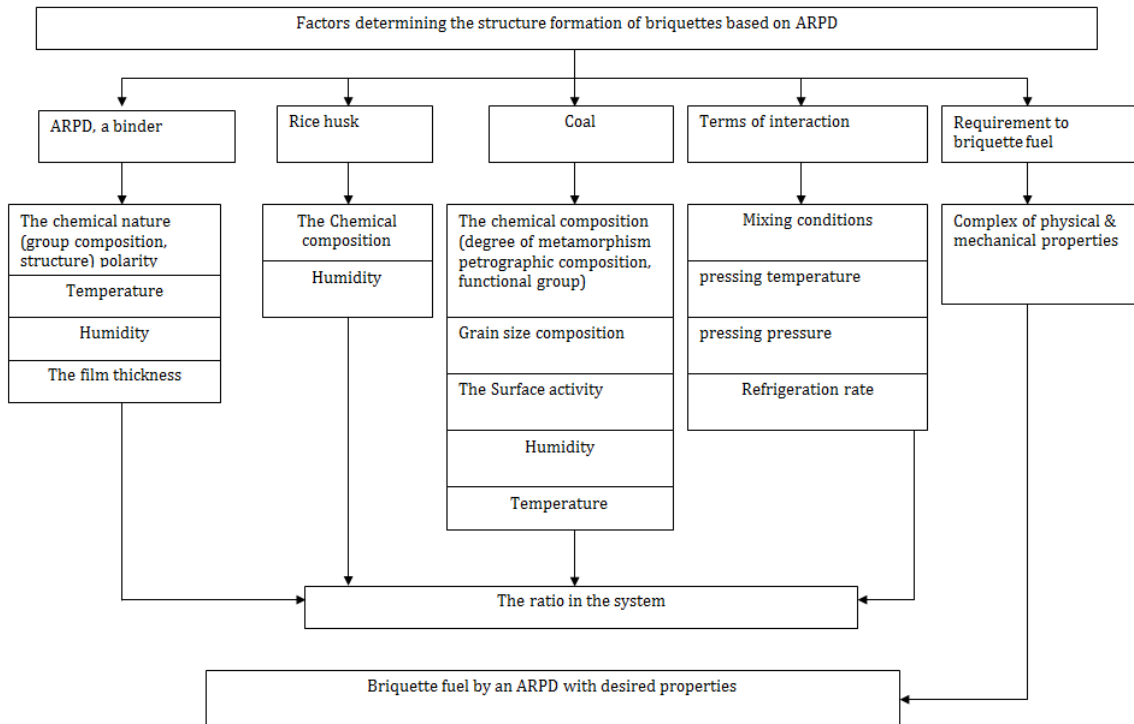 Factors determining the structure formation of briquettes based on ARPD
ARPD, a binder
Rice husk
Coal
Terms of interaction
Requirement to
briquette fuel
The chemical nature
(group composition,
structure) polarity
Temperature
Humidity
The film thickness
The Chemical
composition
Humidity
The chemical composition
(degree of metamorphism
petrographic composition,
functional group)
Grain size composition
The Surface activity
Humidity
Temperature
Mixing conditions
pressing temperature
pressing pressure
Refrigeration rate
Complex of physical &
mechanical properties
The ratio in the system
Briquette fuel by an ARPD with desired properties